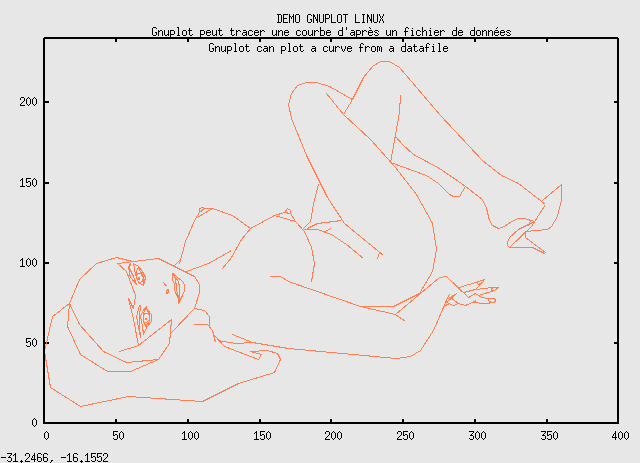 DEMO GNUPLOT LINUX
Gnuplot peut tracer une courbe d'après un fichier de données
Gnuplot can plot a curve from a datafile
200
150
100
50
0
0 50 100 150 200 250 300 350 400
-31.2466, -16.1552